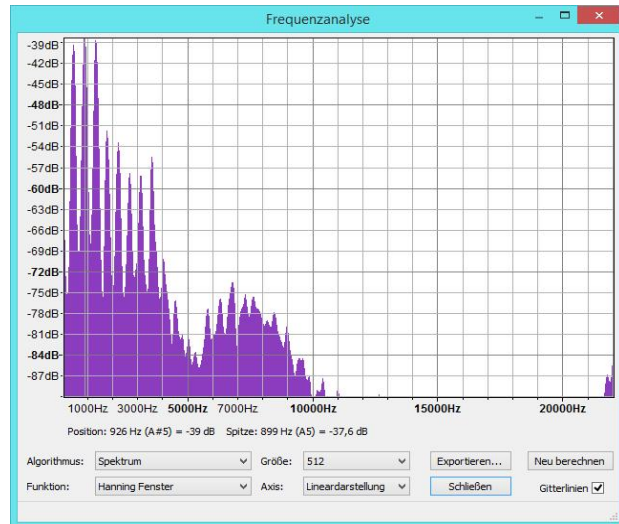 Frequenzanalyse
-39dB
-42dB
-45dB
-48dB
-51dB
-54dB
-57dB
-60dB
-63dB
-66dB
-69dB
-72dB
-75dB
-78dB
-81dB
-84dB
-87dB
1000Hz 3000Hz 5000Hz 7000Hz 10000Hz 15000Hz 20000Hz
Position: 926 Hz (A#5) = -39 dB Spitze: 899 Hz (A5) = -37,6 dB
Algorithmus: Spektrum Größe: 512 Exportieren... Neu berechnen
Funktion: Hanning Fenster Axis: Lineardarstellung Schließen Gitterlinien